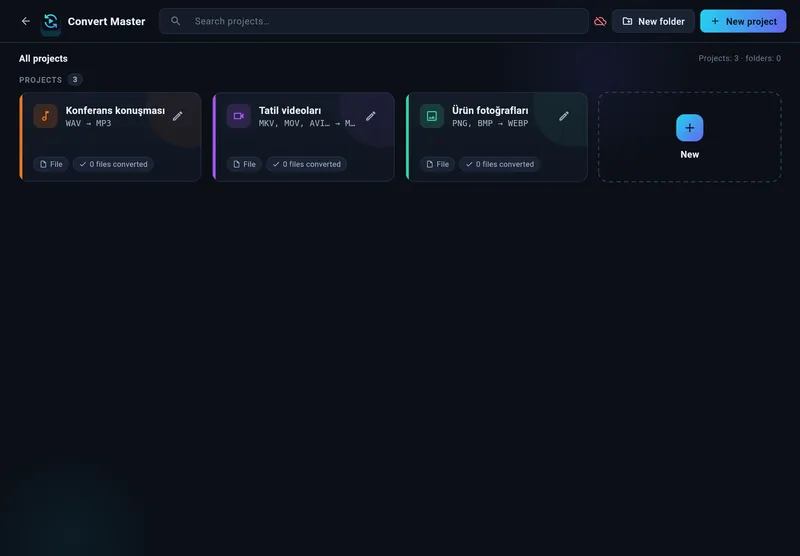 Convert Master
Search projects...
New folder
New project
All projects
Projects: 3 · folders: 0
PROJECTS 3
Konferans konuşması
WAV → MP3
File
0 files converted
Tatil videoları
MKV, MOV, AVI… → M…
File
0 files converted
Ürün fotoğrafları
PNG, BMP → WEBP
File
0 files converted
New